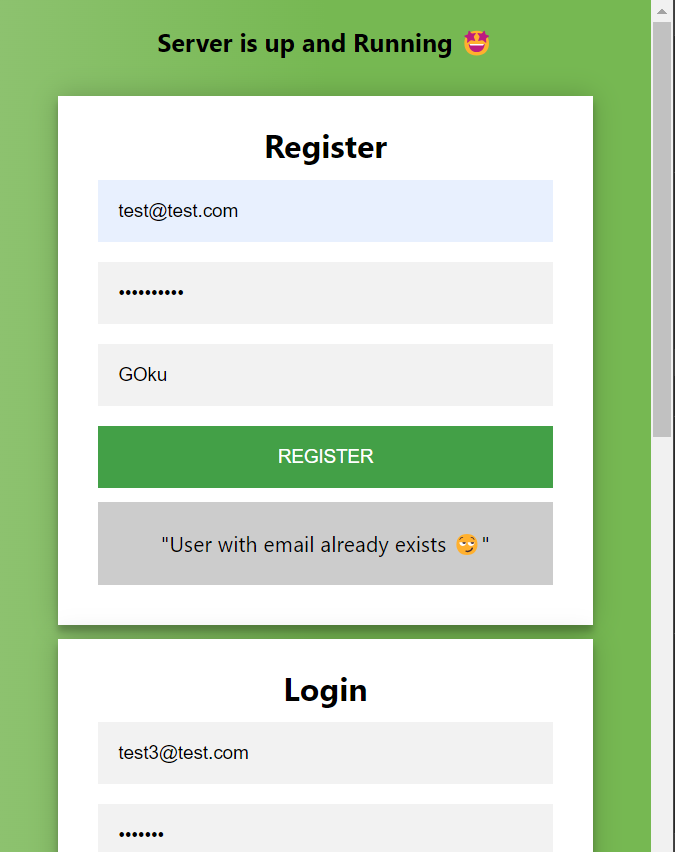 Server is up and Running 🤩
Register
test@test.com
••••••••••
GOku
REGISTER
"User with email already exists 😏"
Login
test3@test.com
•••••••